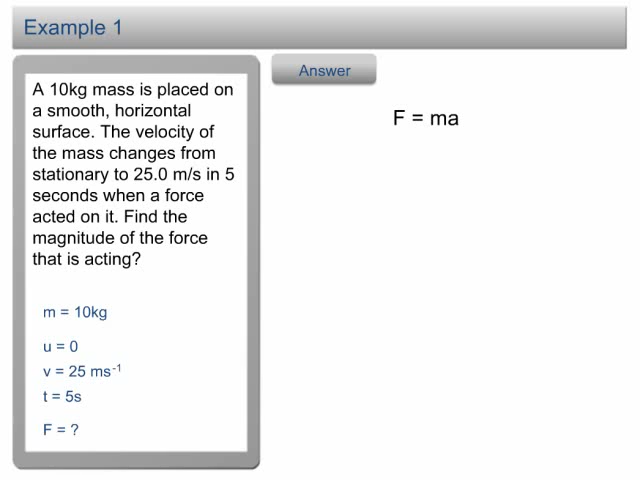 Example 1
A 10kg mass is placed on
a smooth, horizontal
surface. The velocity of
the mass changes from
stationary to 25.0 m/s in 5
seconds when a force
acted on it. Find the
magnitude of the force
that is acting?
m = 10kg
u = 0
v = 25 ms⁻¹
t = 5s
F = ?
Answer
F = ma